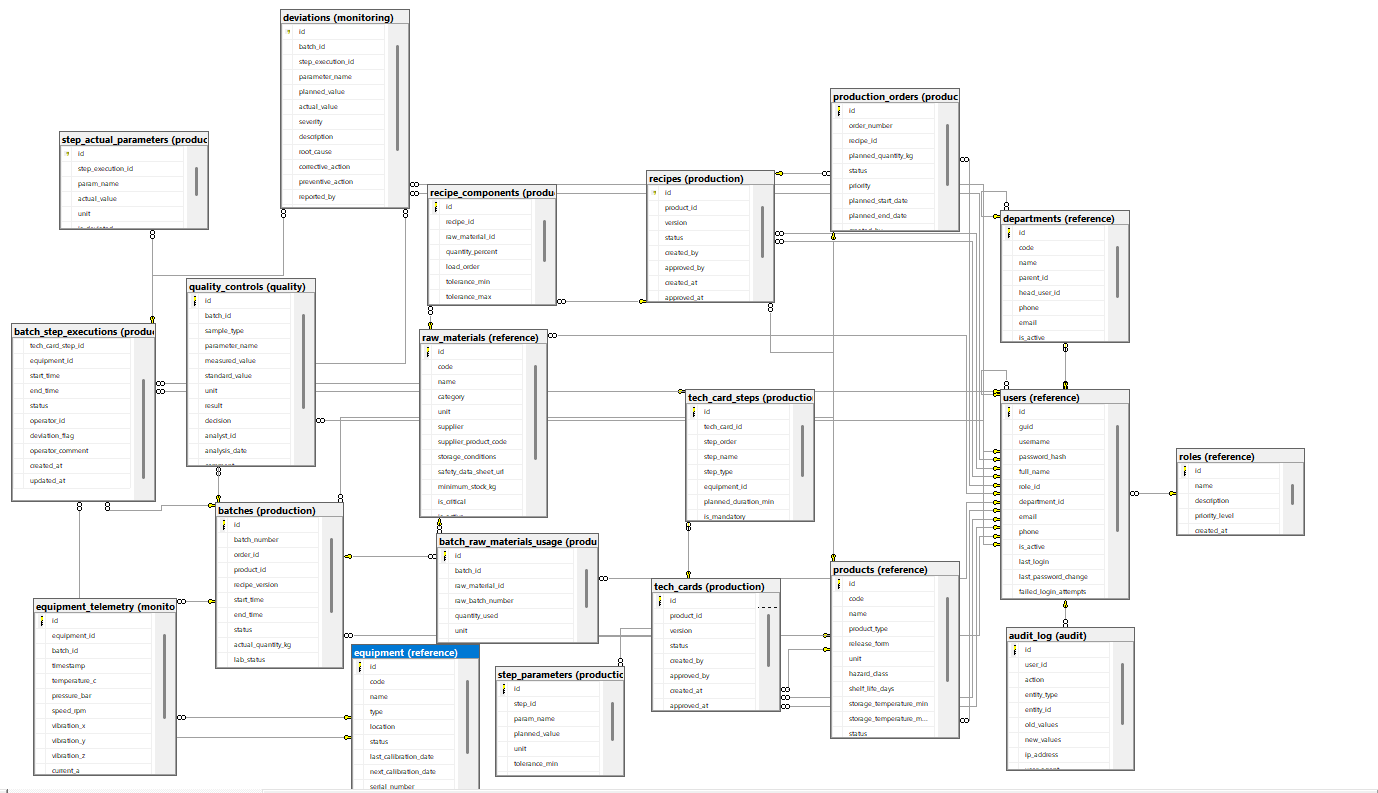 deviations (monitoring)
id
batch_id
step_execution_id
parameter_name
planned_value
actual_value
severity
description
root_cause
corrective_action
preventive_action
reported_by
step_actual_parameters (produc
id
step_execution_id
param_name
actual_value
unit
production_orders (produc
id
order_number
recipe_id
planned_quantity_kg
status
priority
planned_start_date
planned_end_date
recipe_components (produ
id
recipe_id
raw_material_id
quantity_percent
load_order
tolerance_min
tolerance_max
recipes (production)
id
product_id
version
status
created_by
approved_by
created_at
approved_at
departments (reference)
id
code
name
parent_id
head_user_id
phone
email
is_active
quality_controls (quality)
id
batch_id
sample_type
parameter_name
measured_value
standard_value
unit
result
decision
analyst_id
analysis_date
batch_step_executions (produ
tech_card_step_id
equipment_id
start_time
end_time
status
operator_id
deviation_flag
operator_comment
created_at
updated_at
raw_materials (reference)
id
code
name
category
unit
supplier
supplier_product_code
storage_conditions
safety_data_sheet_url
minimum_stock_kg
is_critical
tech_card_steps (production
id
tech_card_id
step_order
step_name
step_type
equipment_id
planned_duration_min
is_mandatory
users (reference)
id
guid
username
password_hash
full_name
role_id
department_id
email
phone
is_active
last_login
last_password_change
failed_login_attempts
roles (reference)
id
name
description
priority_level
created_at
batches (production)
id
batch_number
order_id
product_id
recipe_version
start_time
end_time
status
actual_quantity_kg
lab_status
batch_raw_materials_usage (produ
id
batch_id
raw_material_id
raw_batch_number
quantity_used
unit
tech_cards (production)
id
product_id
version
status
created_by
approved_by
created_at
approved_at
products (reference)
id
code
name
product_type
release_form
unit
hazard_class
shelf_life_days
storage_temperature_min
storage_temperature_m...
status
equipment_telemetry (monito
id
equipment_id
batch_id
timestamp
temperature_c
pressure_bar
speed_rpm
vibration_x
vibration_y
vibration_z
current_a
equipment (reference)
id
code
name
type
location
status
last_calibration_date
next_calibration_date
serial_number
step_parameters (productic
id
step_id
param_name
planned_value
unit
tolerance_min
audit_log (audit)
id
user_id
action
entity_type
entity_id
old_values
new_values
ip_address